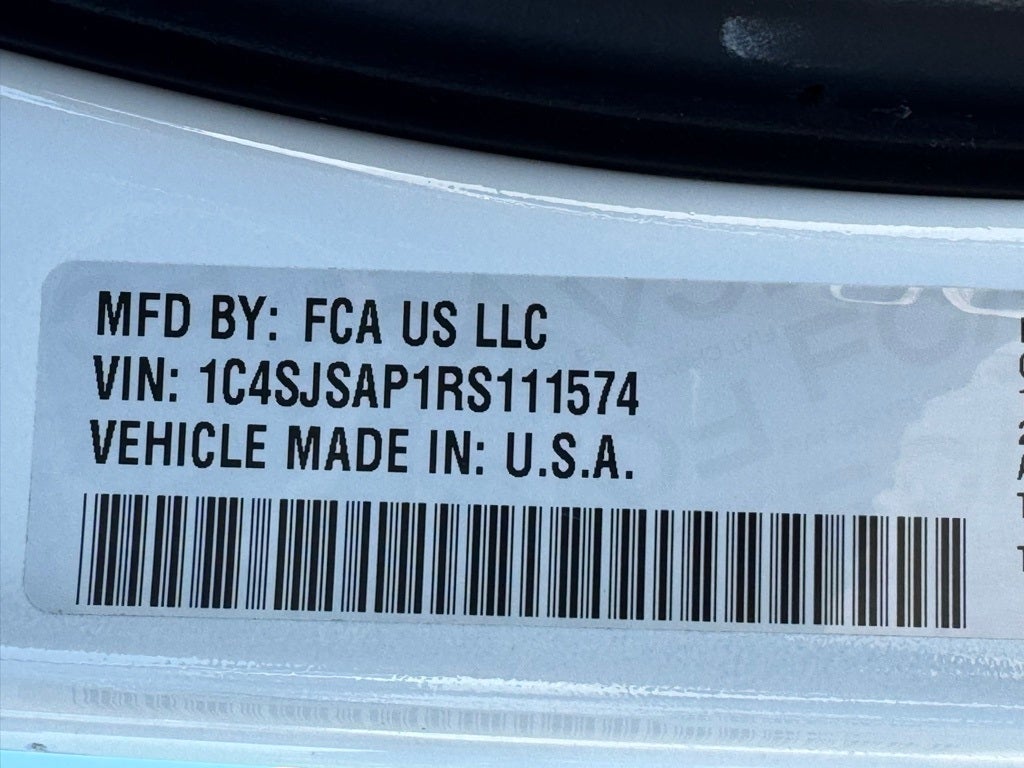 MFD BY: FCA US LLC
VIN: 1C4SJSAP1RS111574
VEHICLE MADE IN: U.S.A.